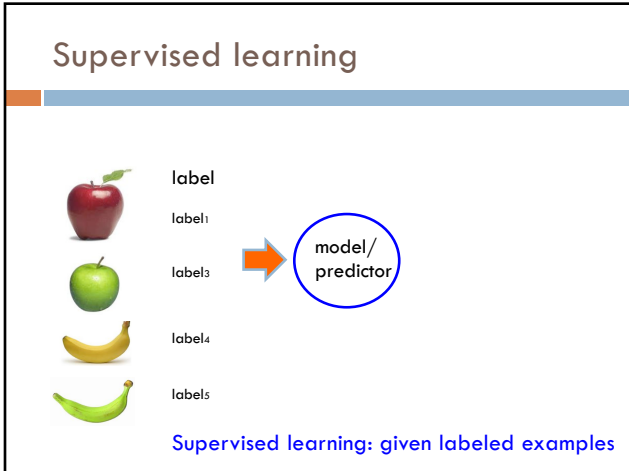 Supervised learning
label
label₁
label₃
label₄
label₅
model/
predictor
Supervised learning: given labeled examples